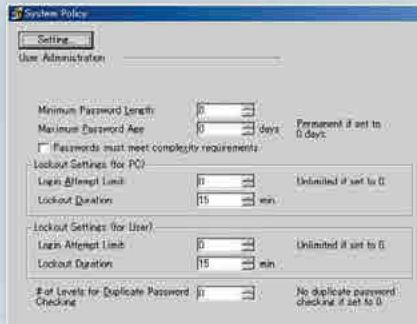 System Policy
Setting...
User Administration
Minimum Password Length: 0
Maximum Password Age 0 days Permanent if set to 0 days.
Passwords must meet complexity requirements
Lockout Settings (for PC)
Login Attempt Limit: 0 Unlimited if set to 0.
Lockout Duration: 15 min.
Lockout Settings (for User)
Login Attempt Limit: 0 Unlimited if set to 0.
Lockout Duration: 15 min.
# of Levels for Duplicate Password Checking 0 No duplicate password checking if set to 0.